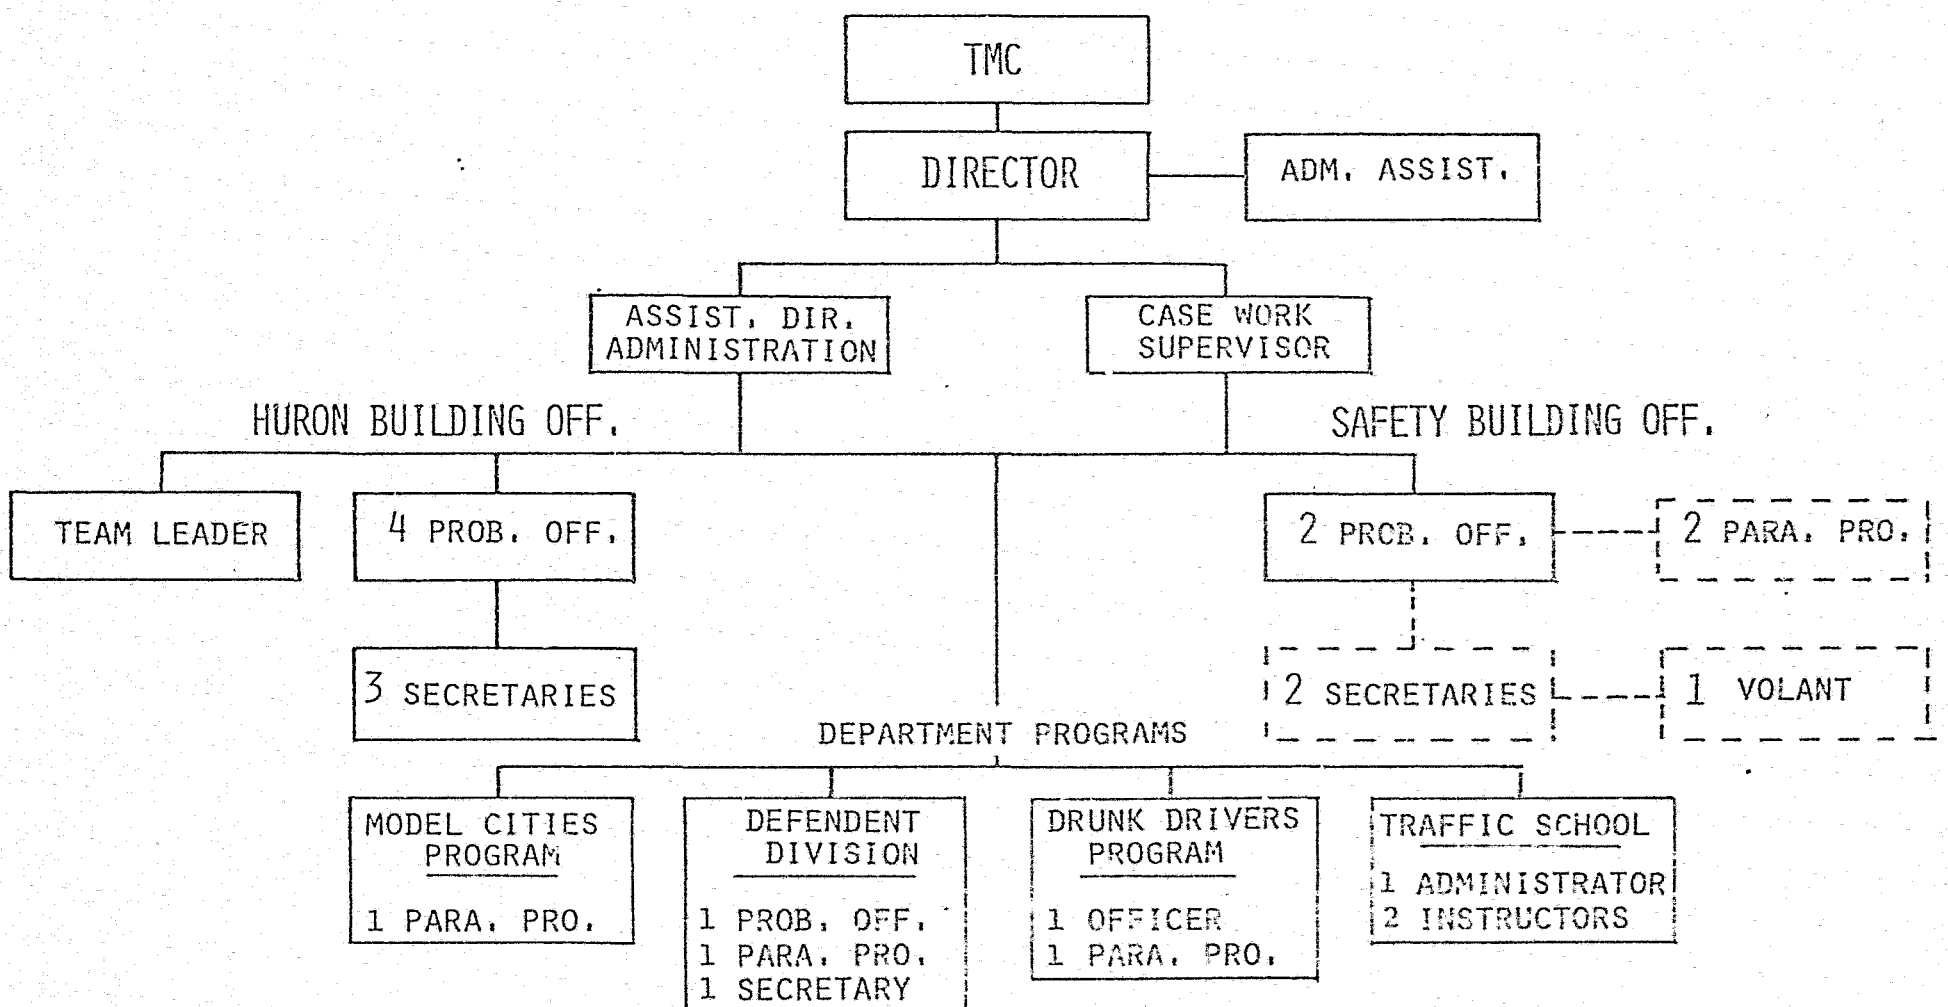 TMC
DIRECTOR
ADM. ASSIST.
ASSIST. DIR.
ADMINISTRATION
CASE WORK
SUPERVISOR
HURON BUILDING OFF.
SAFETY BUILDING OFF.
TEAM LEADER
4 PROB. OFF.
2 PROB. OFF.
2 PARA. PRO.
3 SECRETARIES
2 SECRETARIES
1 VOLANT
DEPARTMENT PROGRAMS
MODEL CITIES
PROGRAM
1 PARA. PRO.
DEFENDENT
DIVISION
1 PROB. OFF.
1 PARA. PRO.
1 SECRETARY
DRUNK DRIVERS
PROGRAM
1 OFFICER
1 PARA. PRO.
TRAFFIC SCHOOL
1 ADMINISTRATOR
2 INSTRUCTORS